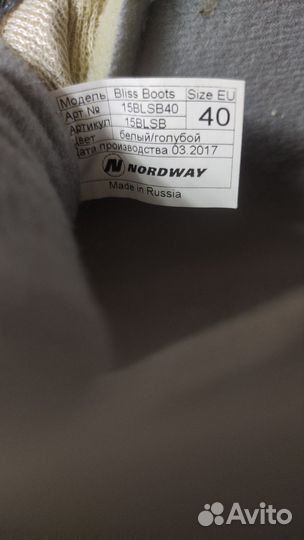 Модель Bliss Boots Size EU
Арт № 15BLSB40 40
Артикул 15BLSB
Цвет белый/голубой
Дата производства 03.2017
N NORDWAY
Made in Russia
Avito